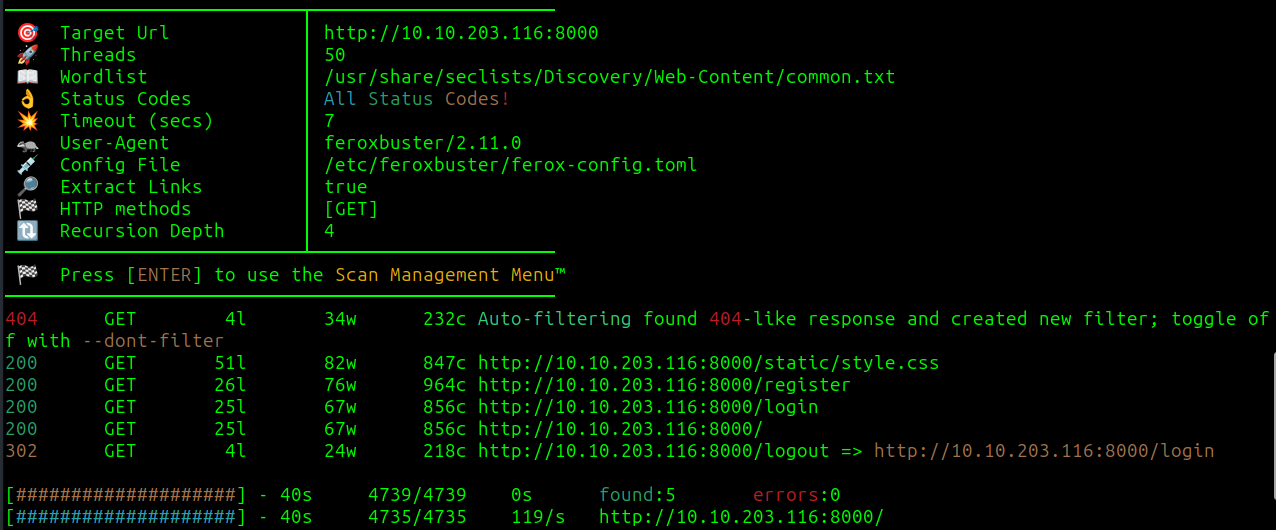 🎯 Target Url │ http://10.10.203.116:8000
🚀 Threads │ 50
📖 Wordlist │ /usr/share/seclists/Discovery/Web-Content/common.txt
👌 Status Codes │ All Status Codes!
💥 Timeout (secs) │ 7
🦡 User-Agent │ feroxbuster/2.11.0
💉 Config File │ /etc/feroxbuster/ferox-config.toml
🔎 Extract Links │ true
🏁 HTTP methods │ [GET]
🔃 Recursion Depth │ 4
🏁 Press [ENTER] to use the Scan Management Menu™
404 GET 4l 34w 232c Auto-filtering found 404-like response and created new filter; toggle of
f with --dont-filter
200 GET 51l 82w 847c http://10.10.203.116:8000/static/style.css
200 GET 26l 76w 964c http://10.10.203.116:8000/register
200 GET 25l 67w 856c http://10.10.203.116:8000/login
200 GET 25l 67w 856c http://10.10.203.116:8000/
302 GET 4l 24w 218c http://10.10.203.116:8000/logout => http://10.10.203.116:8000/login
[####################] - 40s 4739/4739 0s found:5 errors:0
[####################] - 40s 4735/4735 119/s http://10.10.203.116:8000/